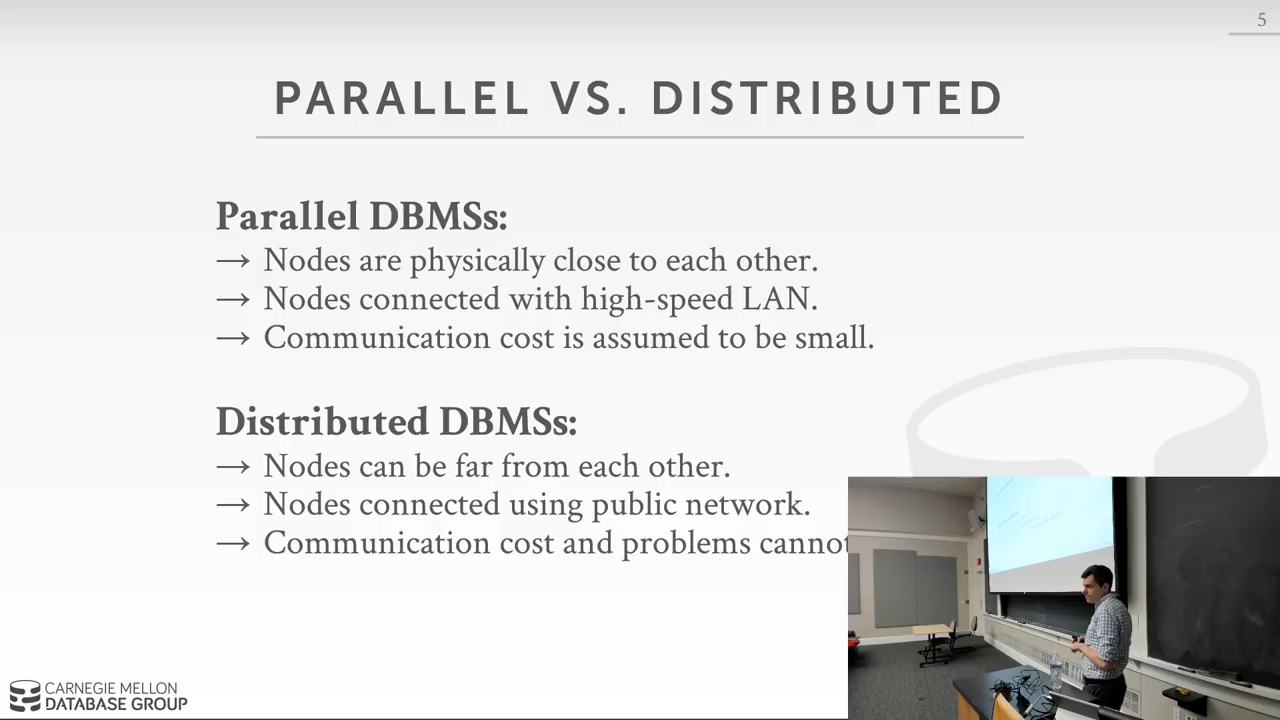 5
PARALLEL VS. DISTRIBUTED
Parallel DBMSs:
→ Nodes are physically close to each other.
→ Nodes connected with high-speed LAN.
→ Communication cost is assumed to be small.
Distributed DBMSs:
→ Nodes can be far from each other.
→ Nodes connected using public network.
→ Communication cost and problems cannot
CARNEGIE MELLON
DATABASE GROUP